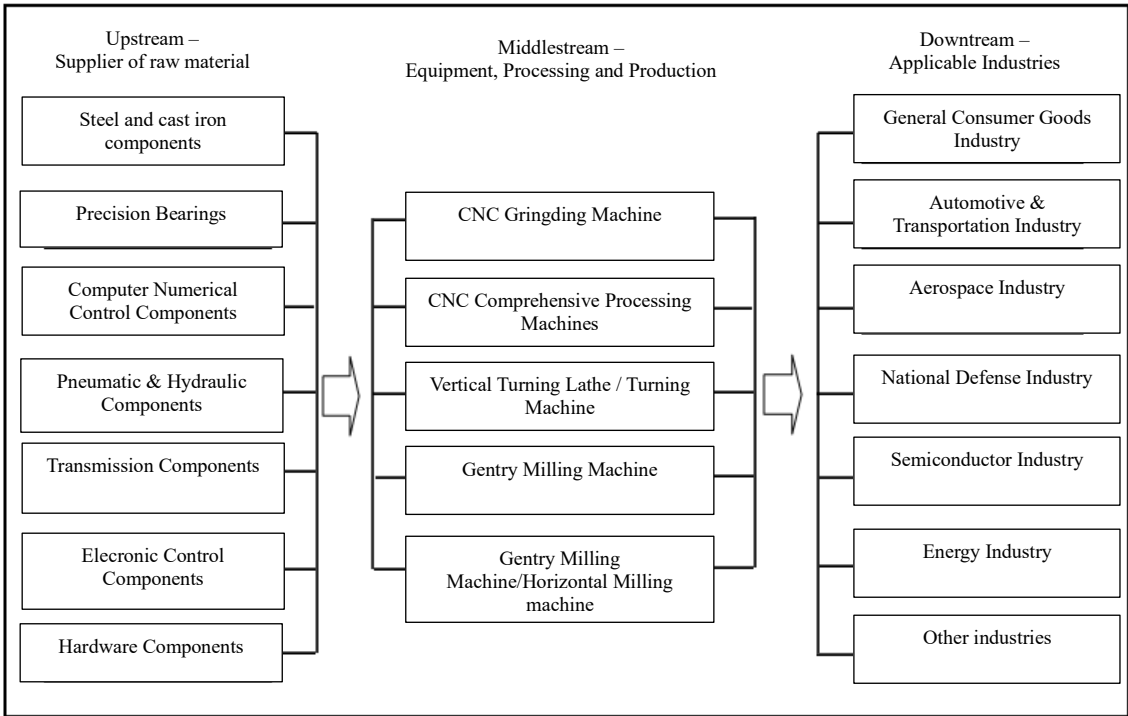 Upstream –
Supplier of raw material
Steel and cast iron
components
Precision Bearings
Computer Numerical
Control Components
Pneumatic & Hydraulic
Components
Transmission Components
Elecronic Control
Components
Hardware Components
Middlestream –
Equipment, Processing and Production
CNC Gringding Machine
CNC Comprehensive Processing
Machines
Vertical Turning Lathe / Turning
Machine
Gentry Milling Machine
Gentry Milling
Machine/Horizontal Milling
machine
Downtream –
Applicable Industries
General Consumer Goods
Industry
Automotive &
Transportation Industry
Aerospace Industry
National Defense Industry
Semiconductor Industry
Energy Industry
Other industries